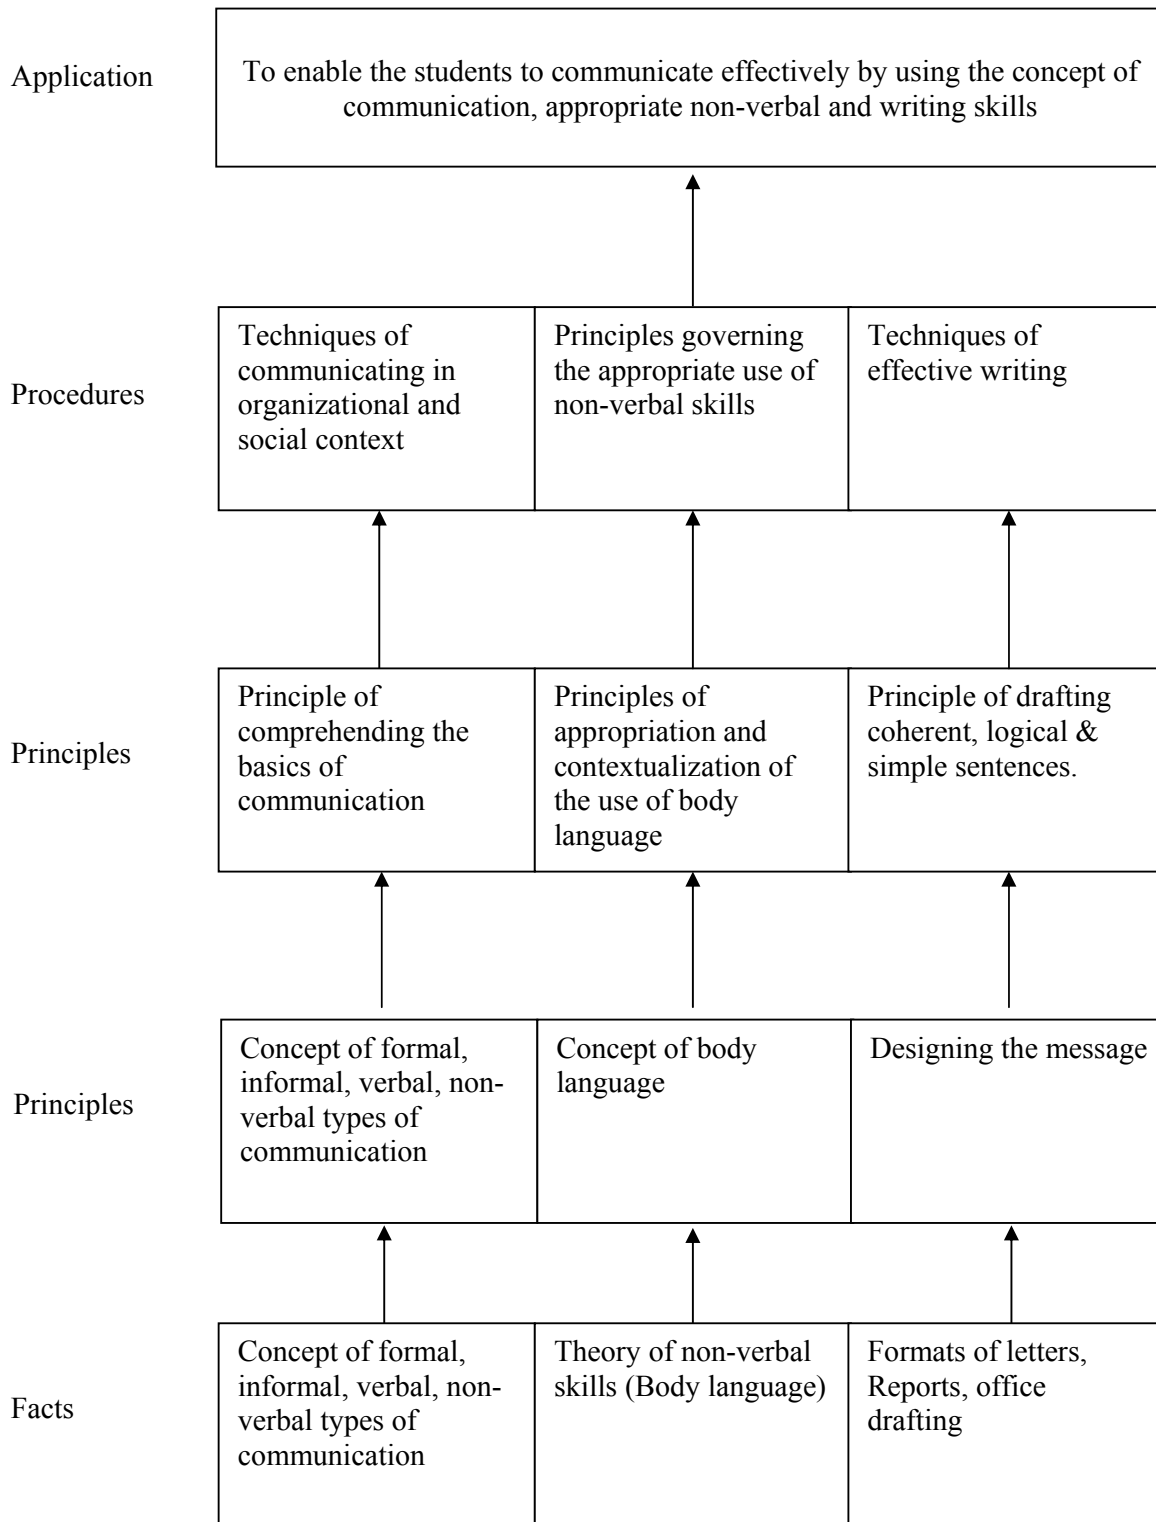 Application
To enable the students to communicate effectively by using the concept of
communication, appropriate non-verbal and writing skills
Procedures
Techniques of
communicating in
organizational and
social context
Principles governing
the appropriate use of
non-verbal skills
Techniques of
effective writing
Principles
Principle of
comprehending the
basics of
communication
Principles of
appropriation and
contextualization of
the use of body
language
Principle of drafting
coherent, logical &
simple sentences.
Principles
Concept of formal,
informal, verbal, non-
verbal types of
communication
Concept of body
language
Designing the message
Facts
Concept of formal,
informal, verbal, non-
verbal types of
communication
Theory of non-verbal
skills (Body language)
Formats of letters,
Reports, office
drafting